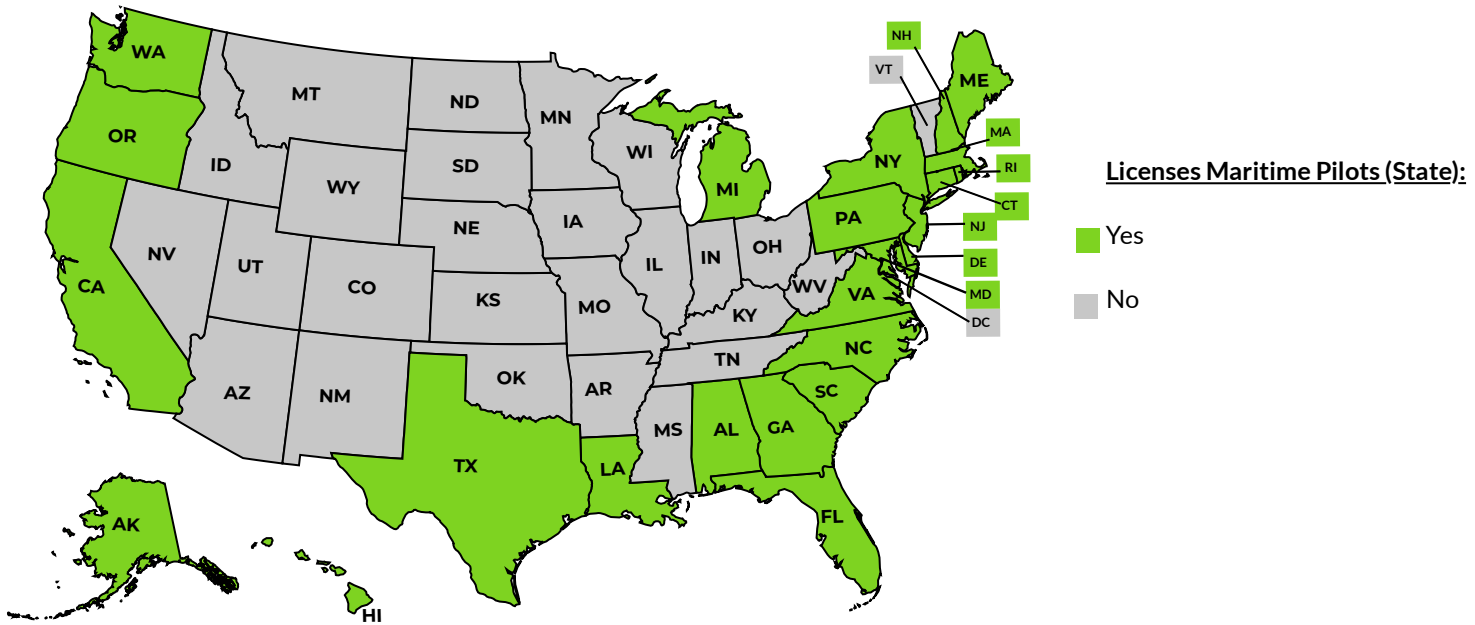 WA
OR
CA
NV
ID
MT
WY
UT
AZ
CO
NM
ND
SD
NE
KS
OK
TX
MN
IA
MO
AR
LA
WI
IL
MI
IN
OH
KY
TN
MS
AL
GA
FL
SC
NC
VA
WV
PA
NY
ME
NH
VT
MA
RI
CT
NJ
DE
MD
DC
AK
HI
Licenses Maritime Pilots (State):
Yes
No